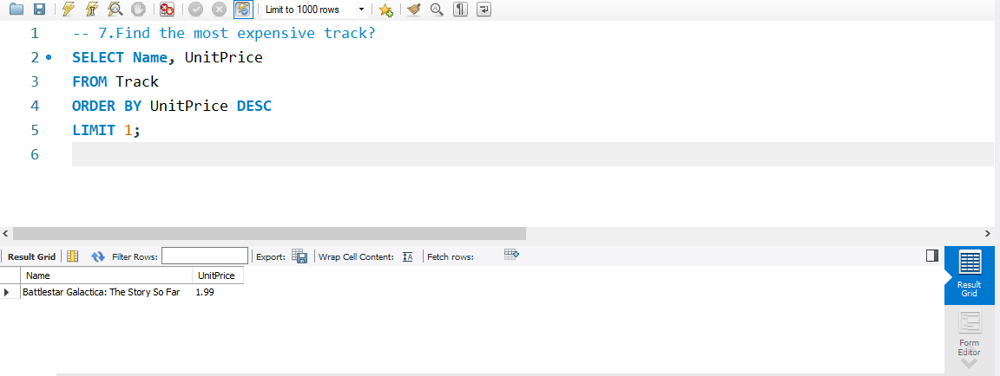 Limit to 1000 rows
1 -- 7.Find the most expensive track?
2 SELECT Name, UnitPrice
3 FROM Track
4 ORDER BY UnitPrice DESC
5 LIMIT 1;
6
Result Grid Filter Rows: Export: Wrap Cell Content: IA Fetch rows:
Name UnitPrice
Battlestar Galactica: The Story So Far 1.99
Result
Grid
Form
Editor